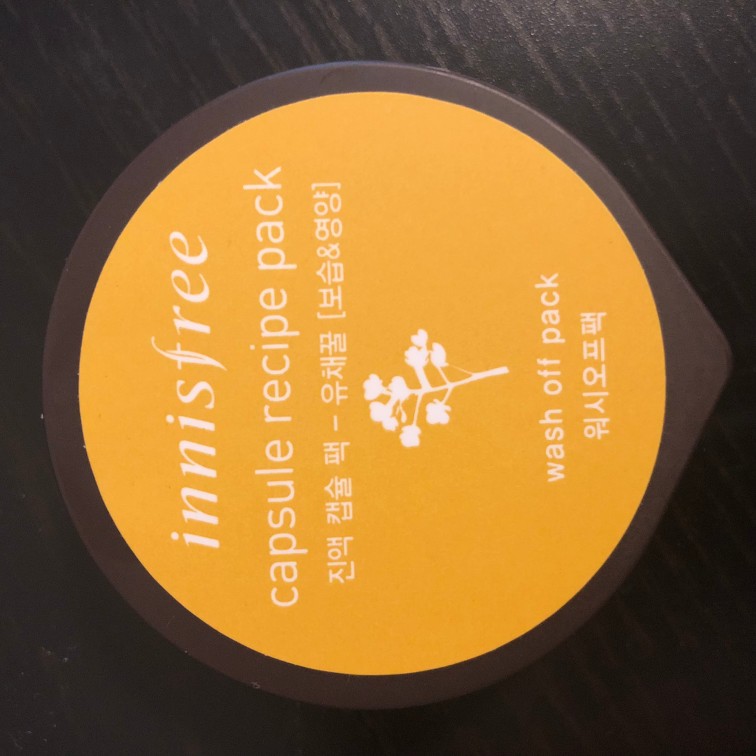 innisfree
capsule recipe pack
진액 캡슐 팩 - 유채꿀 [보습&영양]
wash off pack
워시오프팩